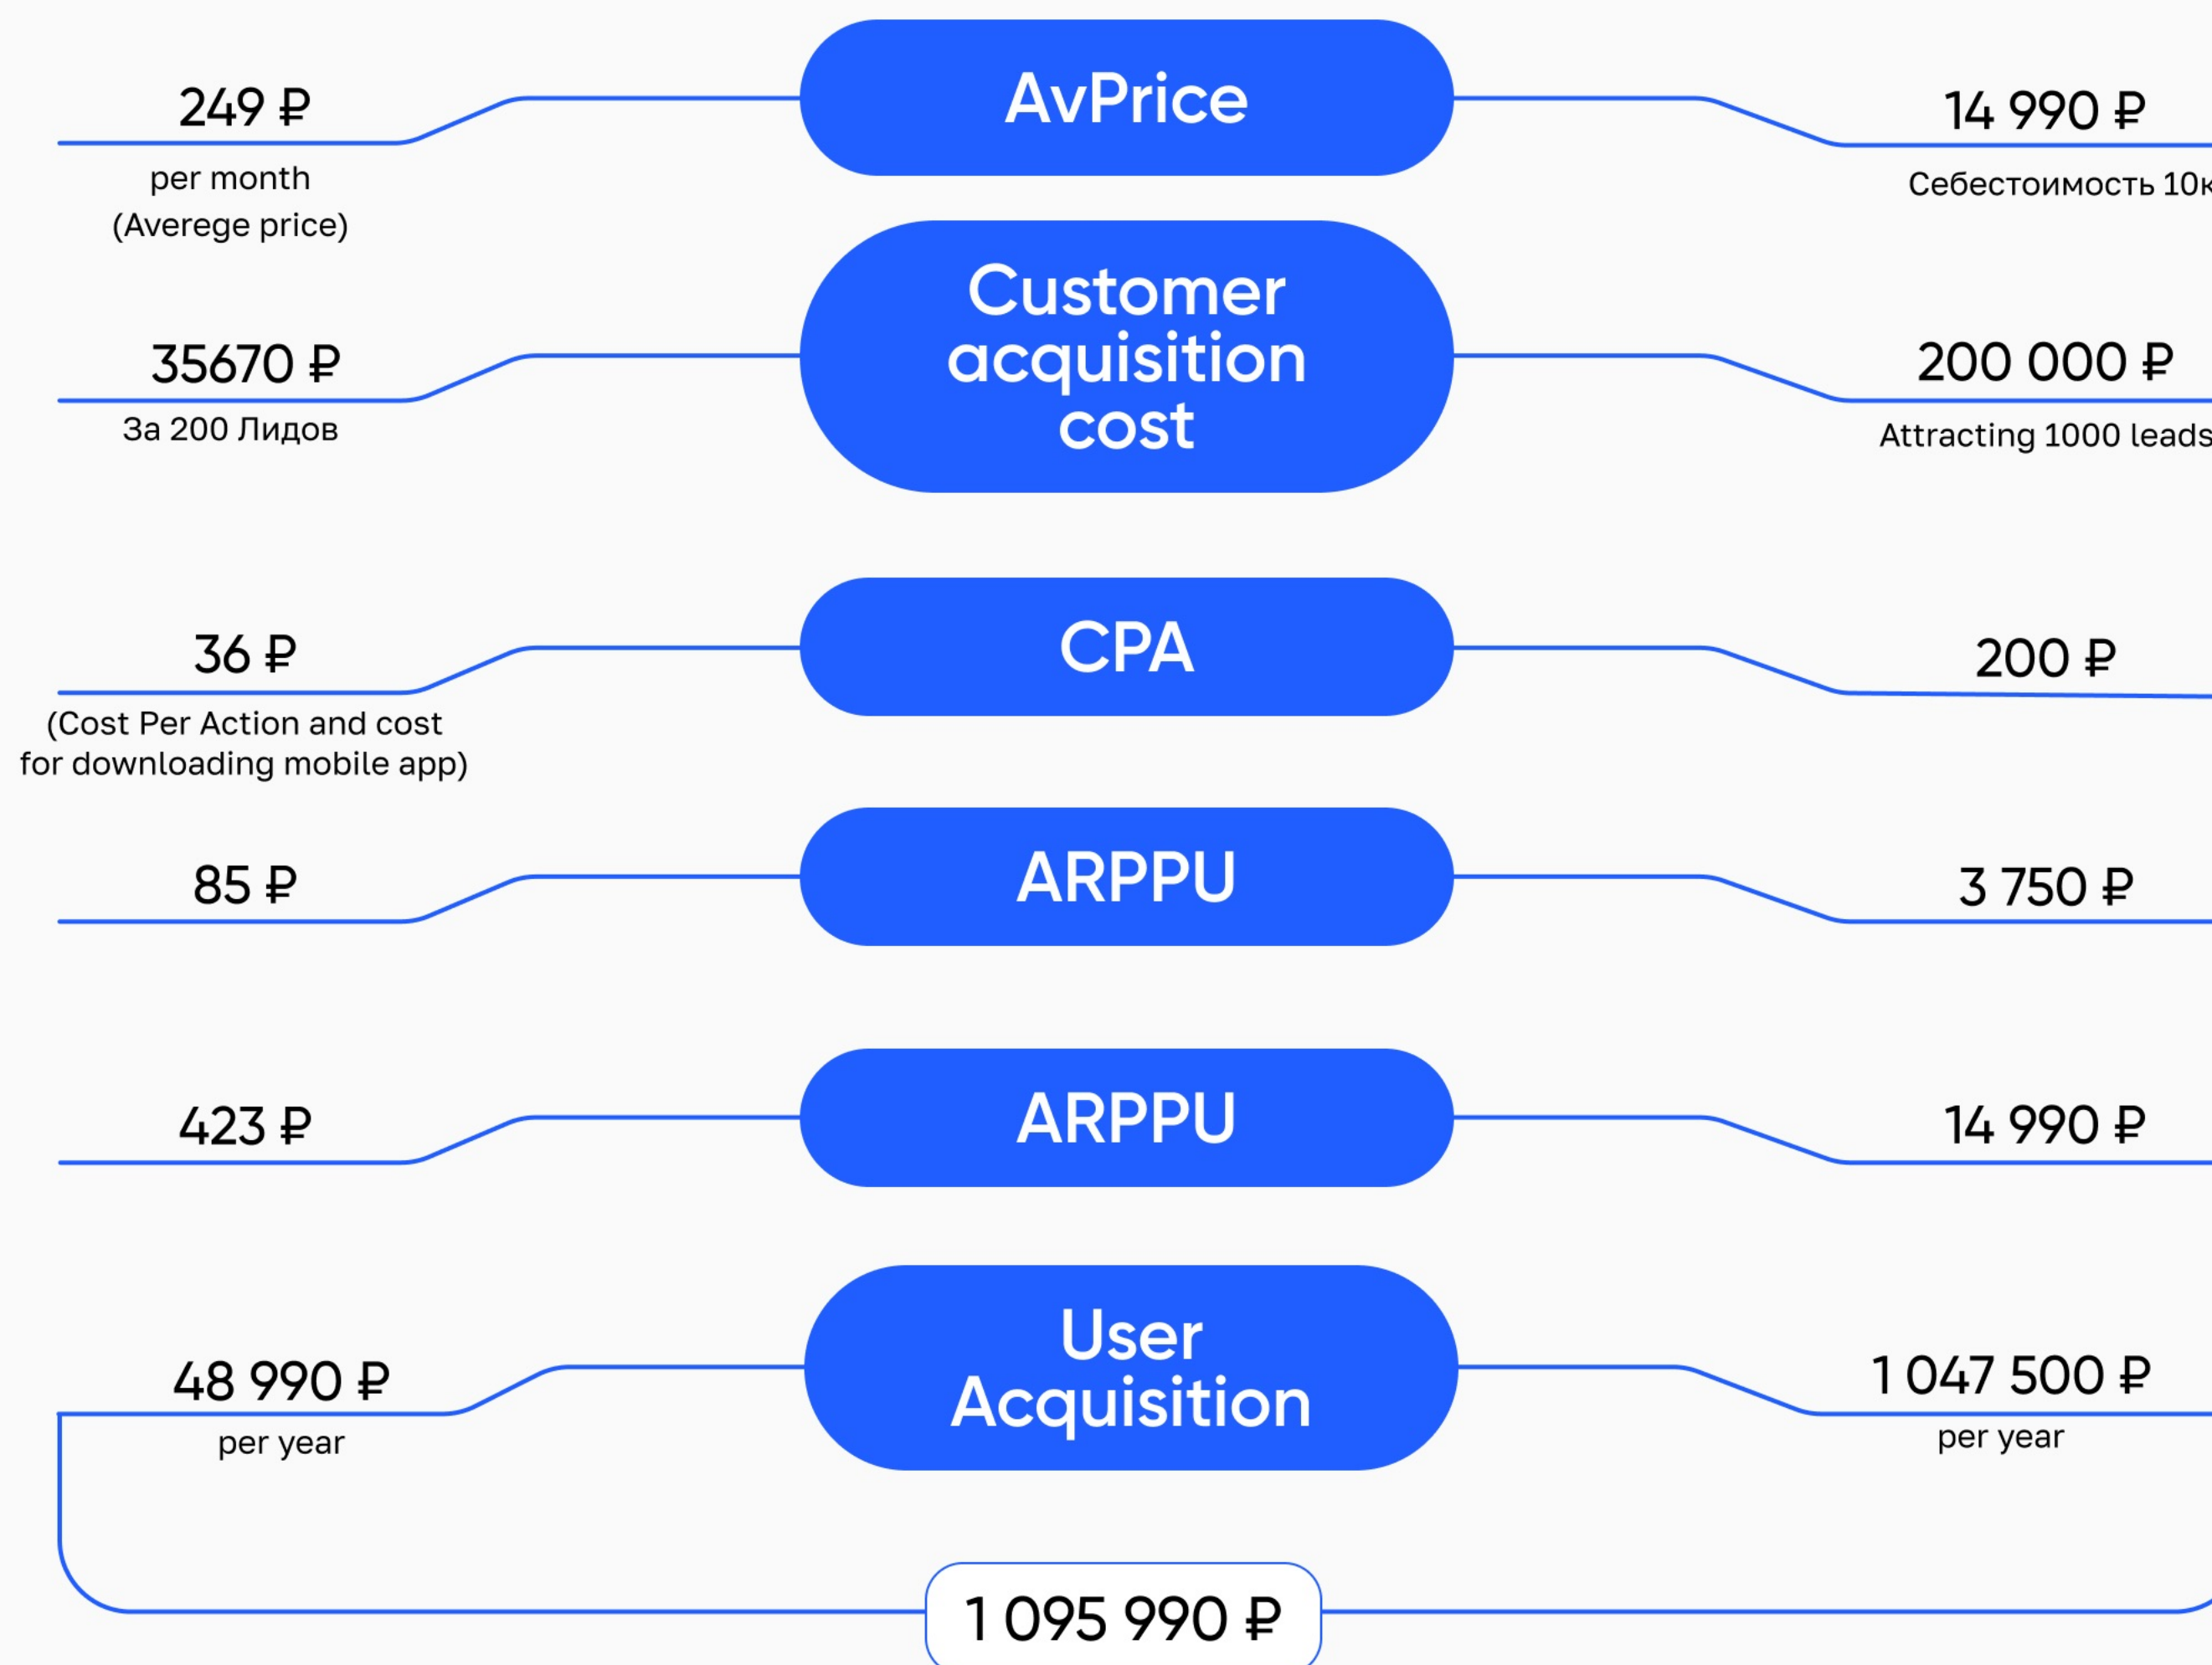 249 ₽
AvPrice
14 990 ₽
per month
(Averege price)
Себестоимость 10к
35670 ₽
Customer
acquisition
cost
200 000 ₽
За 200 Лидов
Attracting 1000 leads
36 ₽
CPA
200 ₽
(Cost Per Action and cost
for downloading mobile app)
85 ₽
ARPPU
3 750 ₽
423 ₽
ARPPU
14 990 ₽
48 990 ₽
User
Acquisition
1 047 500 ₽
per year
per year
1 095 990 ₽